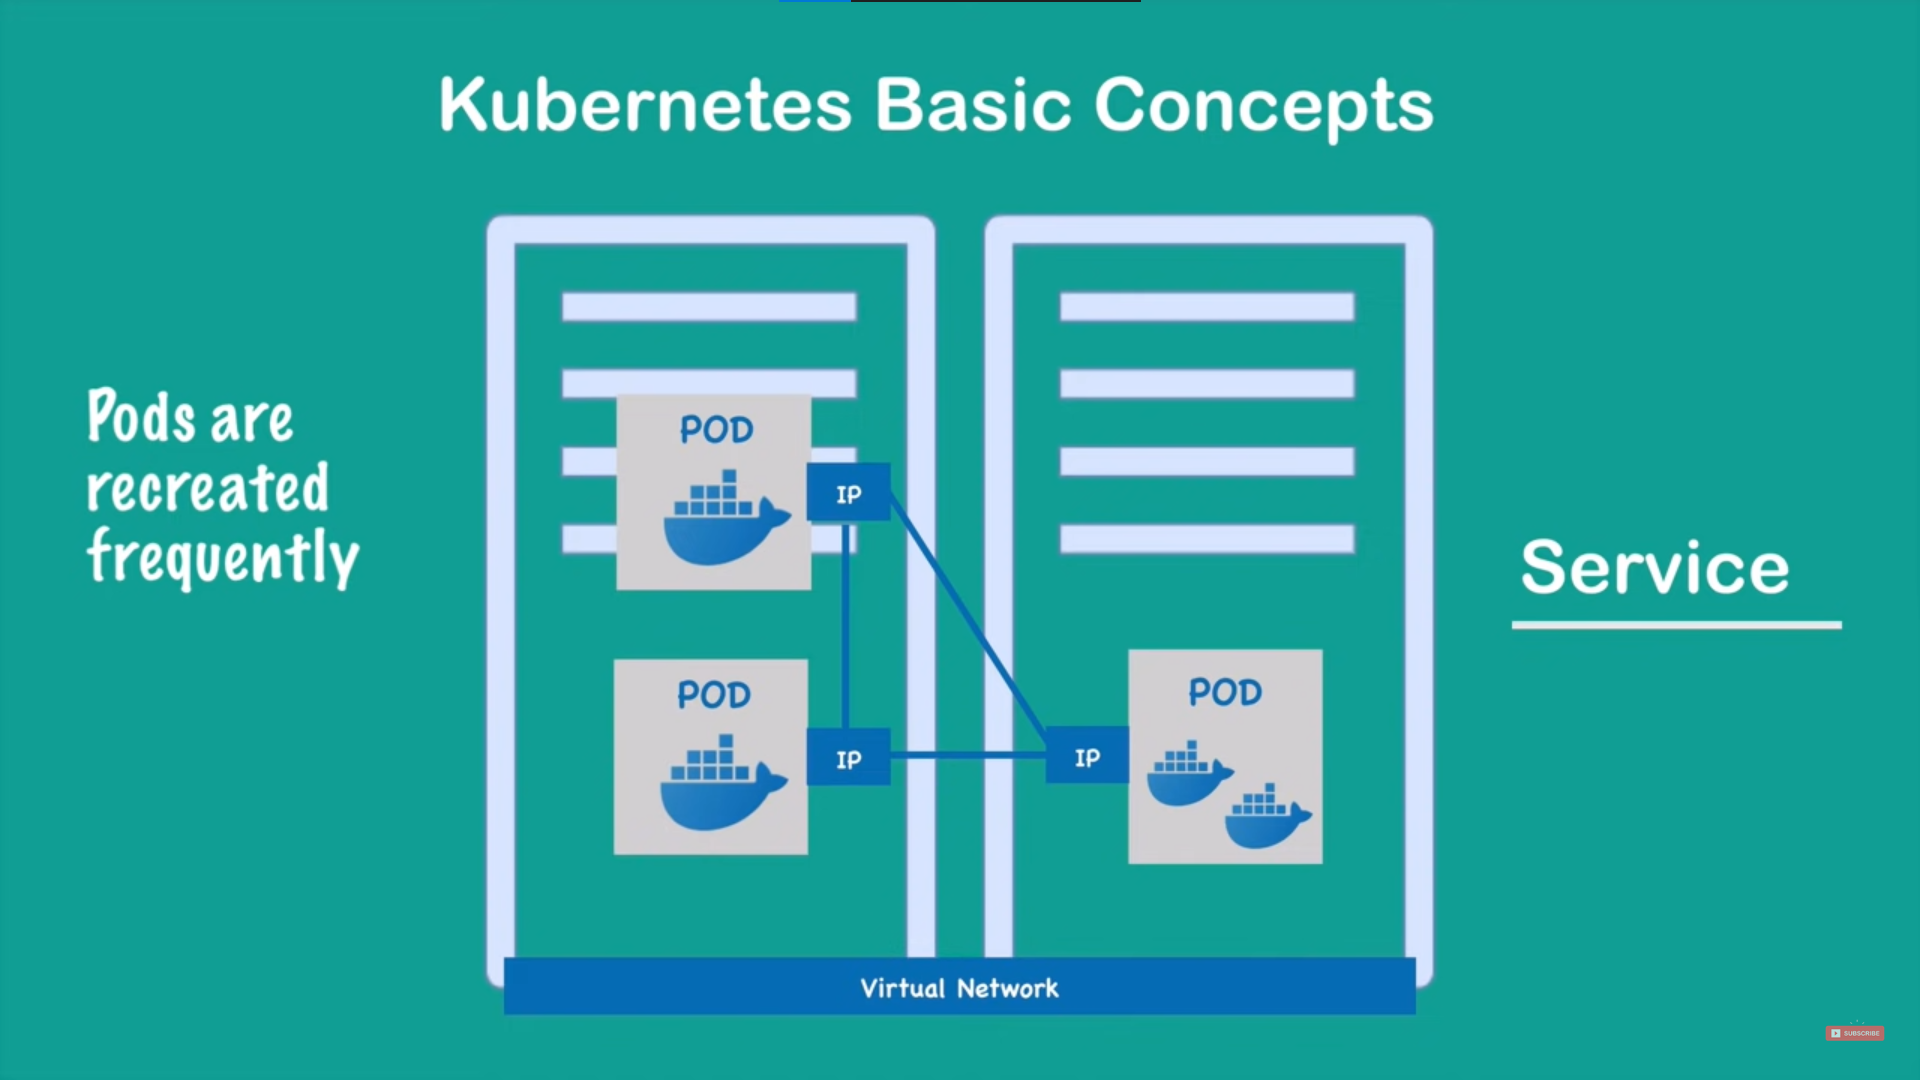 Kubernetes Basic Concepts
Pods are
recreated
frequently
POD
IP
POD
IP
IP
POD
Service
Virtual Network
SUBSCRIBE